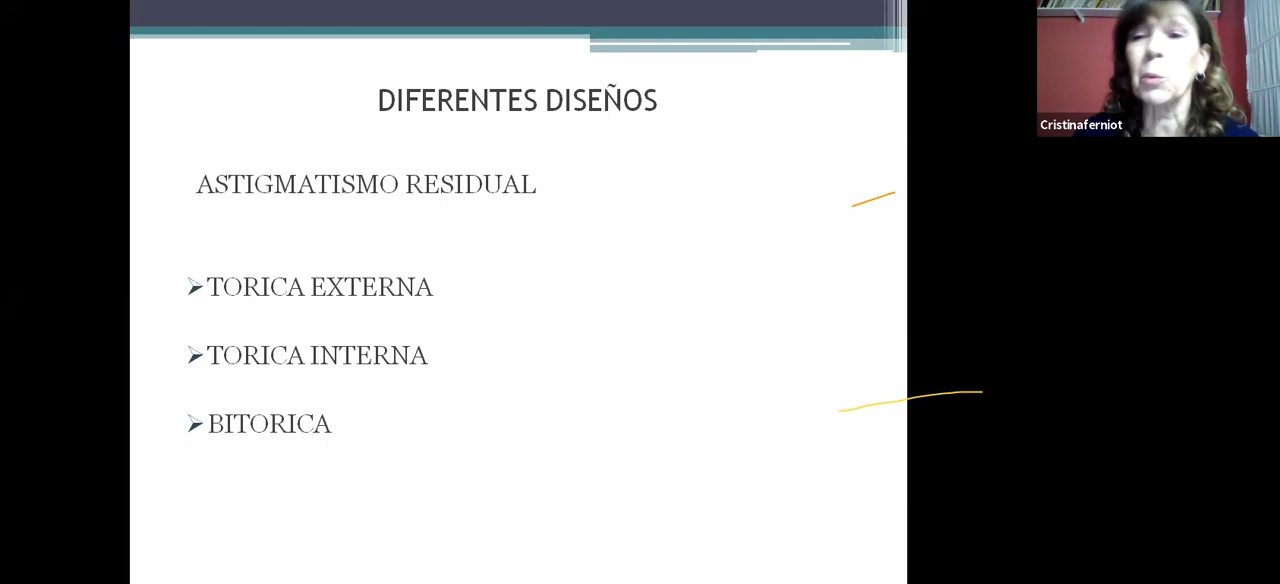 DIFERENTES DISEÑOS
ASTIGMATISMO RESIDUAL
TORICA EXTERNA
TORICA INTERNA
BITORICA
Cristinaferniot